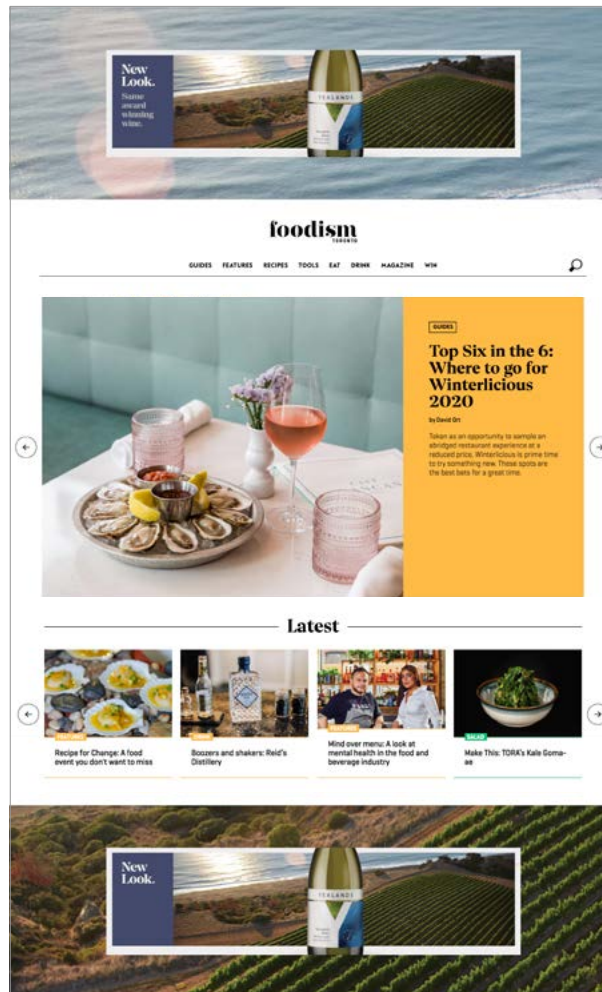 New
Look.
Same
award
winning
wine.
YEALANDS
foodism
TORONTO
GUIDES FEATURES RECIPES TOOLS EAT DRINK MAGAZINE WIN
GUIDES
Top Six in the 6:
Where to go for
Winterlicious
2020
by David Ort
Taken as an opportunity to sample an
abridged restaurant experience at a
reduced price, Winterlicious is prime time
to try something new. These spots are
the best bets for a great time.
Latest
FEATURES
Recipe for Change: A food
event you don't want to miss
Boozers and shakers: Reid's
Distillery
FEATURES
Mind over menu: A look at
mental health in the food and
beverage industry
SALAD
Make This: TORA's Kale Goma-
ae
New
Look.
YEALANDS